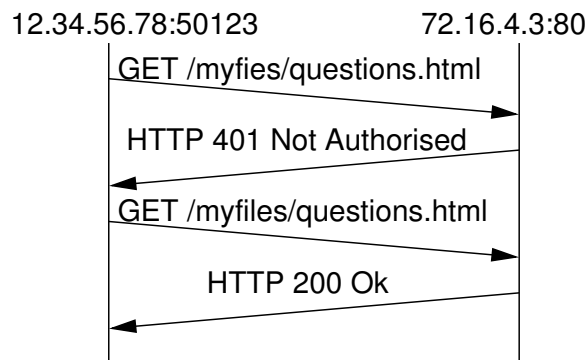 12.34.56.78:50123 72.16.4.3:80
GET /myfies/questions.html
HTTP 401 Not Authorised
GET /myfiles/questions.html
HTTP 200 Ok